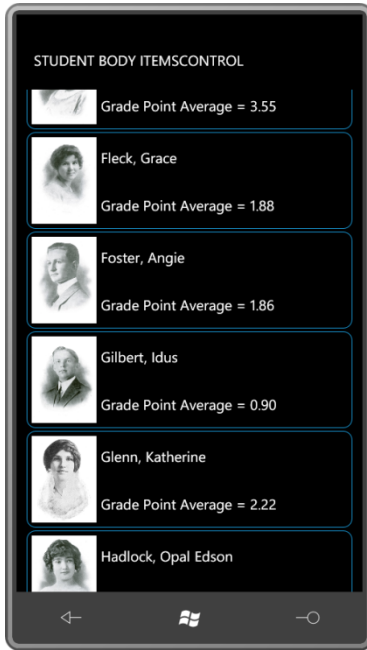 STUDENT BODY ITEMSCONTROL
Grade Point Average = 3.55
Fleck, Grace
Grade Point Average = 1.88
Foster, Angie
Grade Point Average = 1.86
Gilbert, Idus
Grade Point Average = 0.90
Glenn, Katherine
Grade Point Average = 2.22
Hadlock, Opal Edson